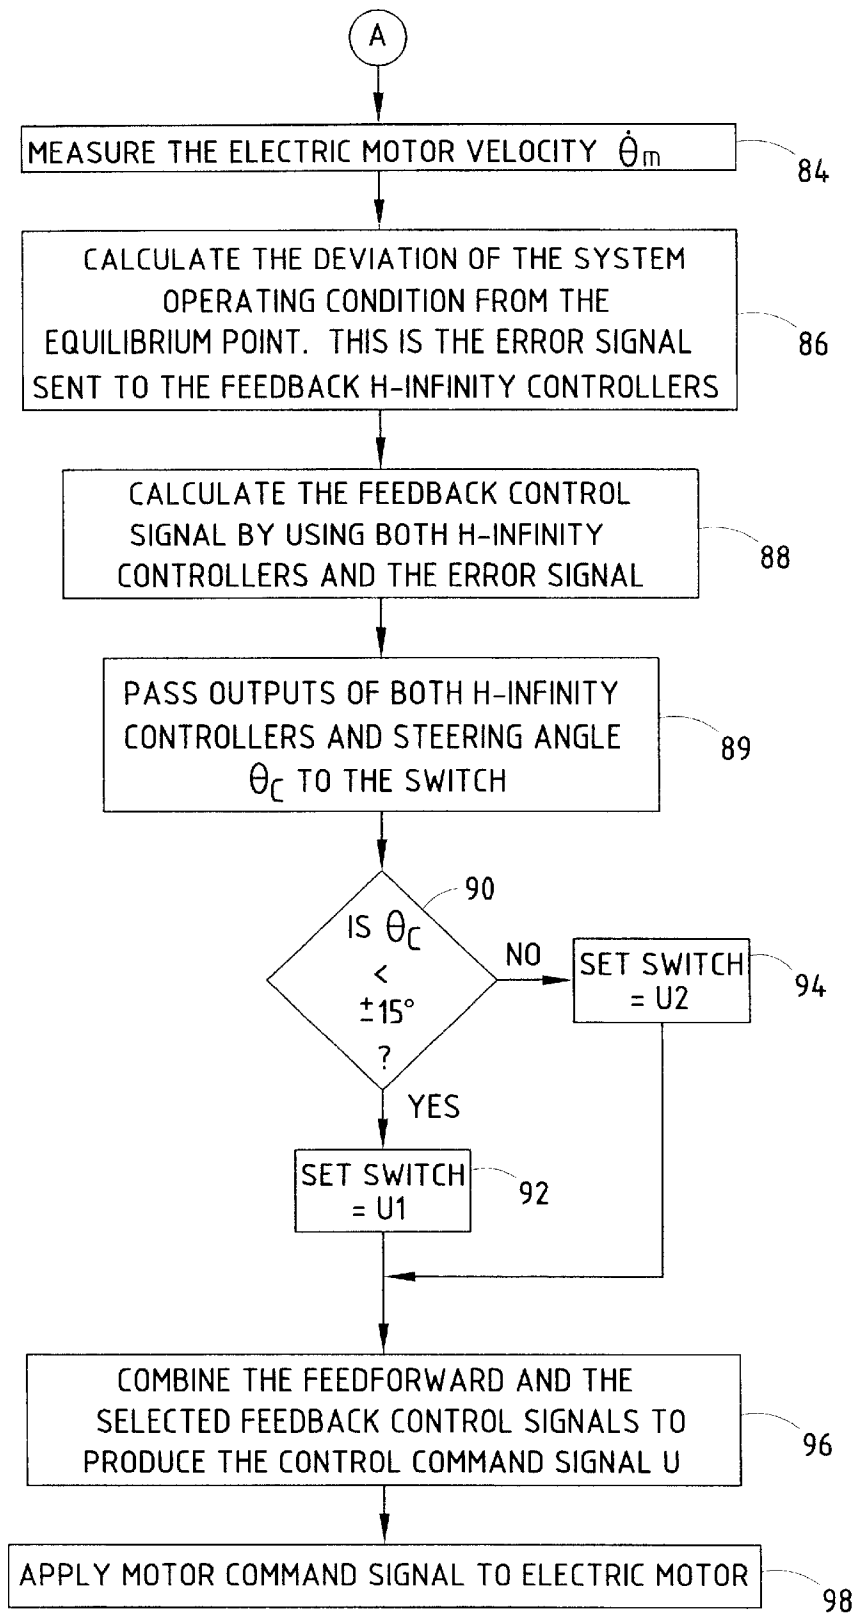 A
MEASURE THE ELECTRIC MOTOR VELOCITY θ̇m
84
CALCULATE THE DEVIATION OF THE SYSTEM
OPERATING CONDITION FROM THE
EQUILIBRIUM POINT. THIS IS THE ERROR SIGNAL
SENT TO THE FEEDBACK H-INFINITY CONTROLLERS
86
CALCULATE THE FEEDBACK CONTROL
SIGNAL BY USING BOTH H-INFINITY
CONTROLLERS AND THE ERROR SIGNAL
88
PASS OUTPUTS OF BOTH H-INFINITY
CONTROLLERS AND STEERING ANGLE
θC TO THE SWITCH
89
90
IS θC
<
±15°
?
NO
SET SWITCH
= U2
94
YES
SET SWITCH
= U1
92
COMBINE THE FEEDFORWARD AND THE
SELECTED FEEDBACK CONTROL SIGNALS TO
PRODUCE THE CONTROL COMMAND SIGNAL U
96
APPLY MOTOR COMMAND SIGNAL TO ELECTRIC MOTOR
98